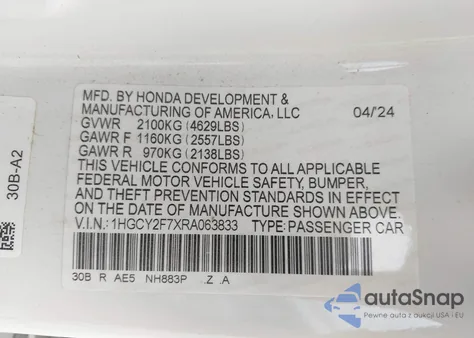 MFD. BY HONDA DEVELOPMENT &
MANUFACTURING OF AMERICA, LLC 04/'24
GVWR 2100KG (4629LBS)
GAWR F 1160KG (2557LBS)
GAWR R 970KG (2138LBS)
THIS VEHICLE CONFORMS TO ALL APPLICABLE
FEDERAL MOTOR VEHICLE SAFETY, BUMPER,
AND THEFT PREVENTION STANDARDS IN EFFECT
ON THE DATE OF MANUFACTURE SHOWN ABOVE.
V.I.N.: 1HGCY2F7XRA063833 TYPE: PASSENGER CAR
30B R AE5 NH883P .Z .A
30B-A2
autoSnap
Pewne auta z aukcji USA i EU